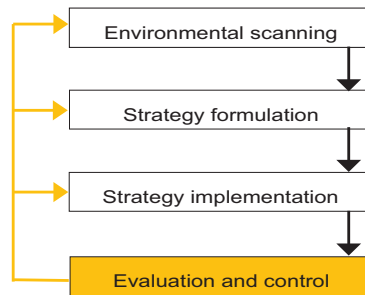 Environmental scanning
Strategy formulation
Strategy implementation
Evaluation and control